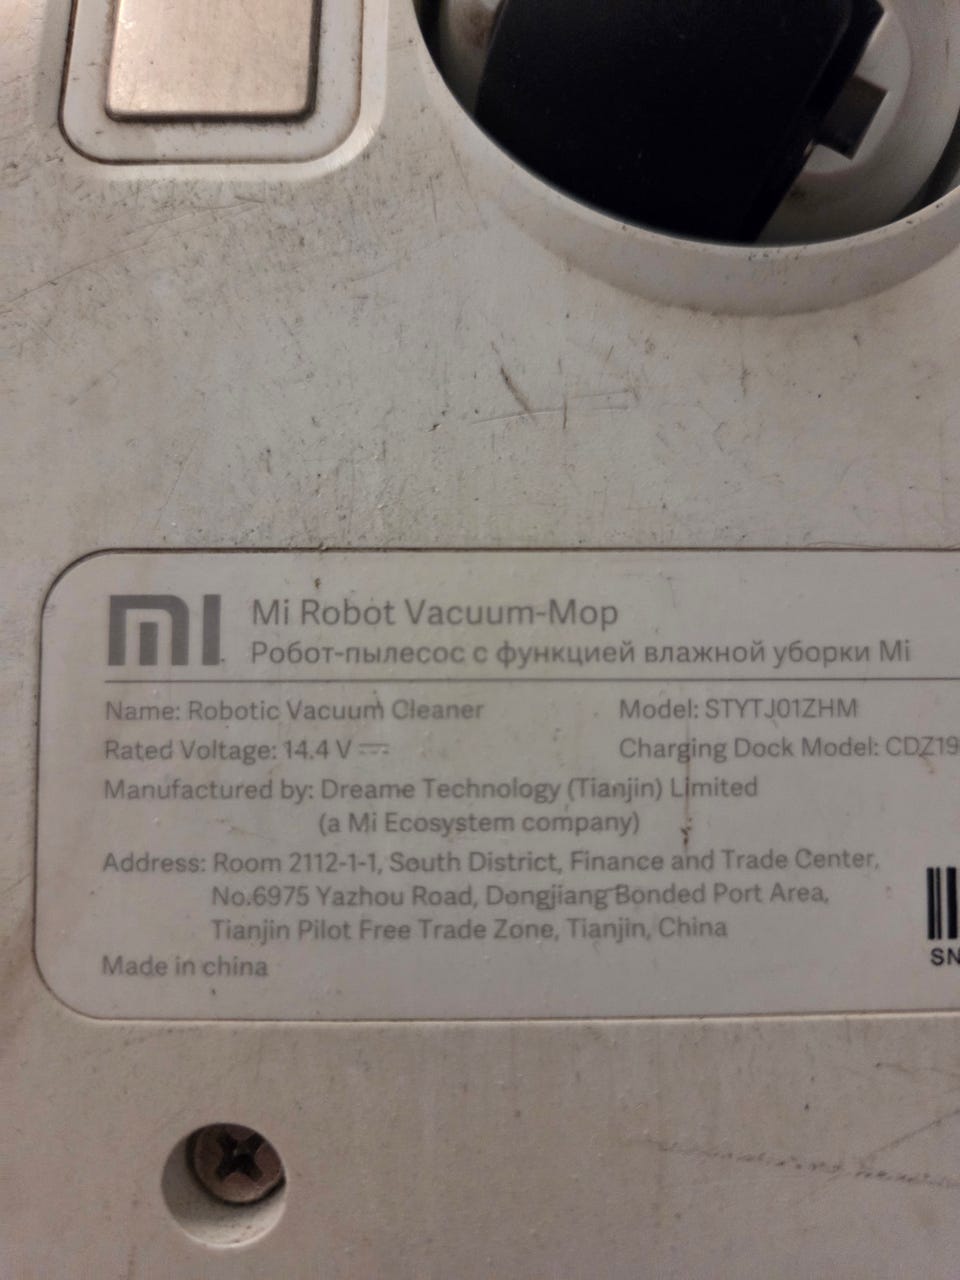 mi Mi Robot Vacuum-Mop
Робот-пылесос с функцией влажной уборки Mi
Name: Robotic Vacuum Cleaner Model: STYTJ01ZHM
Rated Voltage: 14.4 V Charging Dock Model: CDZ19
Manufactured by: Dreame Technology (Tianjin) Limited
(a Mi Ecosystem company)
Address: Room 2112-1-1, South District, Finance and Trade Center,
No.6975 Yazhou Road, Dongjiang Bonded Port Area,
Tianjin Pilot Free Trade Zone, Tianjin, China
Made in china
SN